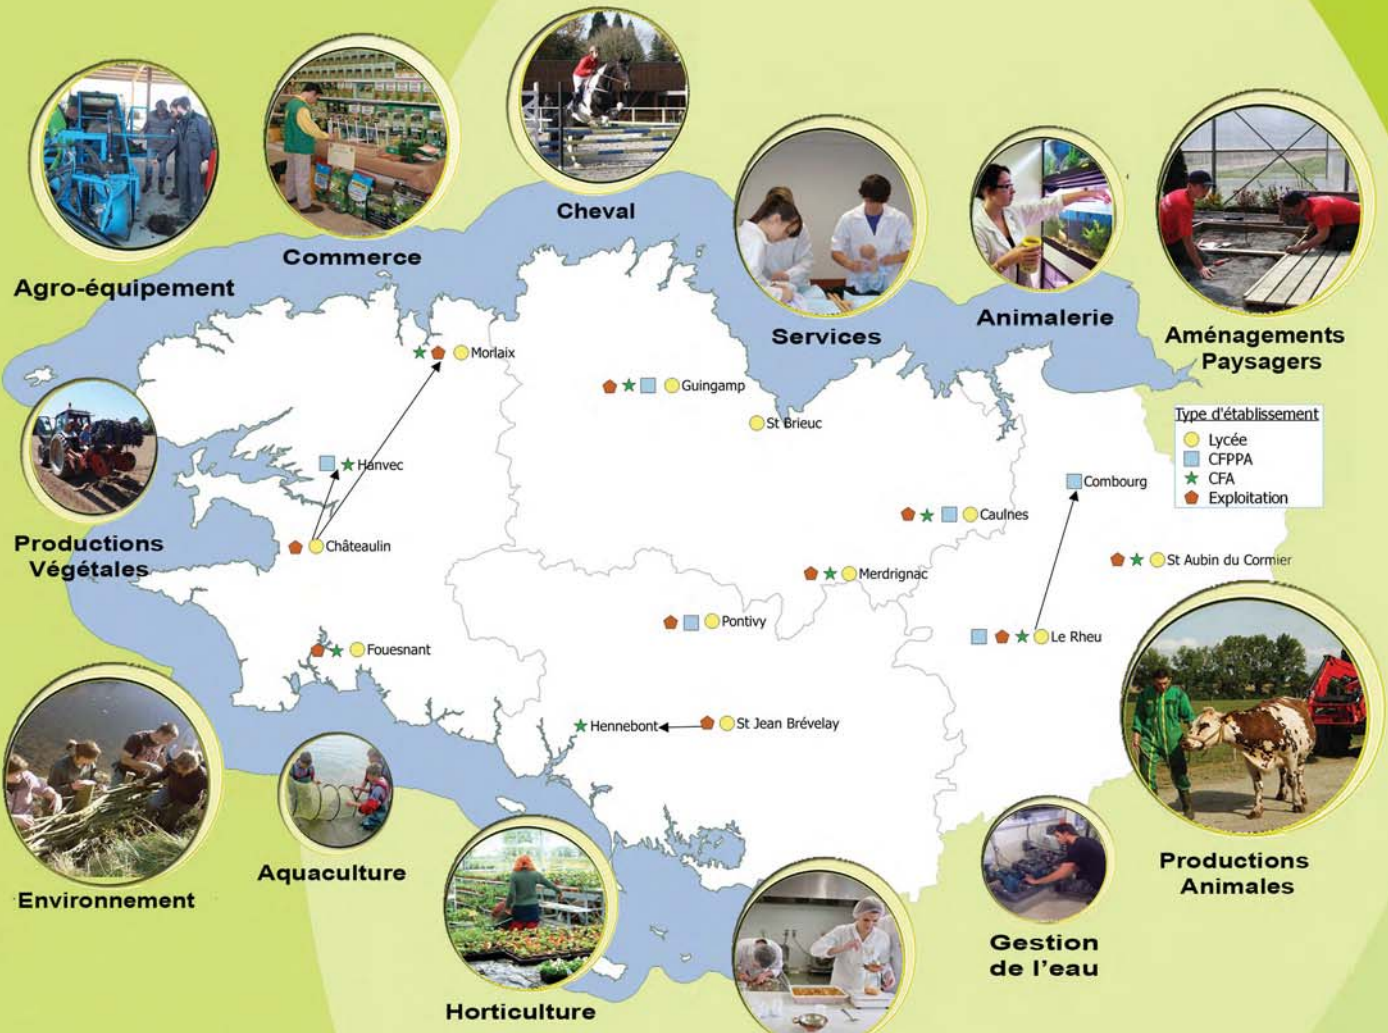 Cheval
Commerce
Agro-équipement
Services
Animalerie
Aménagements
Paysagers
Morlaix
Guingamp
St Brieuc
Type d'établissement
Lycée
CFPPA
CFA
Exploitation
Hanvec
Combourg
Caulnes
Productions
Végétales
Châteaulin
St Aubin du Cormier
Merdrignac
Pontivy
Le Rheu
Fouesnant
Hennebont
St Jean Brévelay
Productions
Animales
Aquaculture
Environnement
Gestion
de l'eau
Horticulture